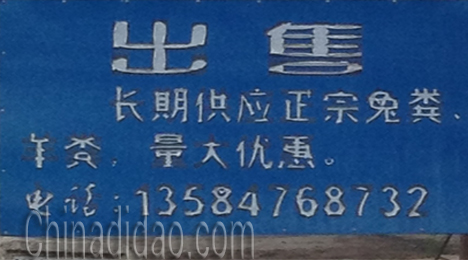 出售
长期供应正宗兔粪、
羊粪,量大优惠。
电话:13584768732
Chinadidao.com